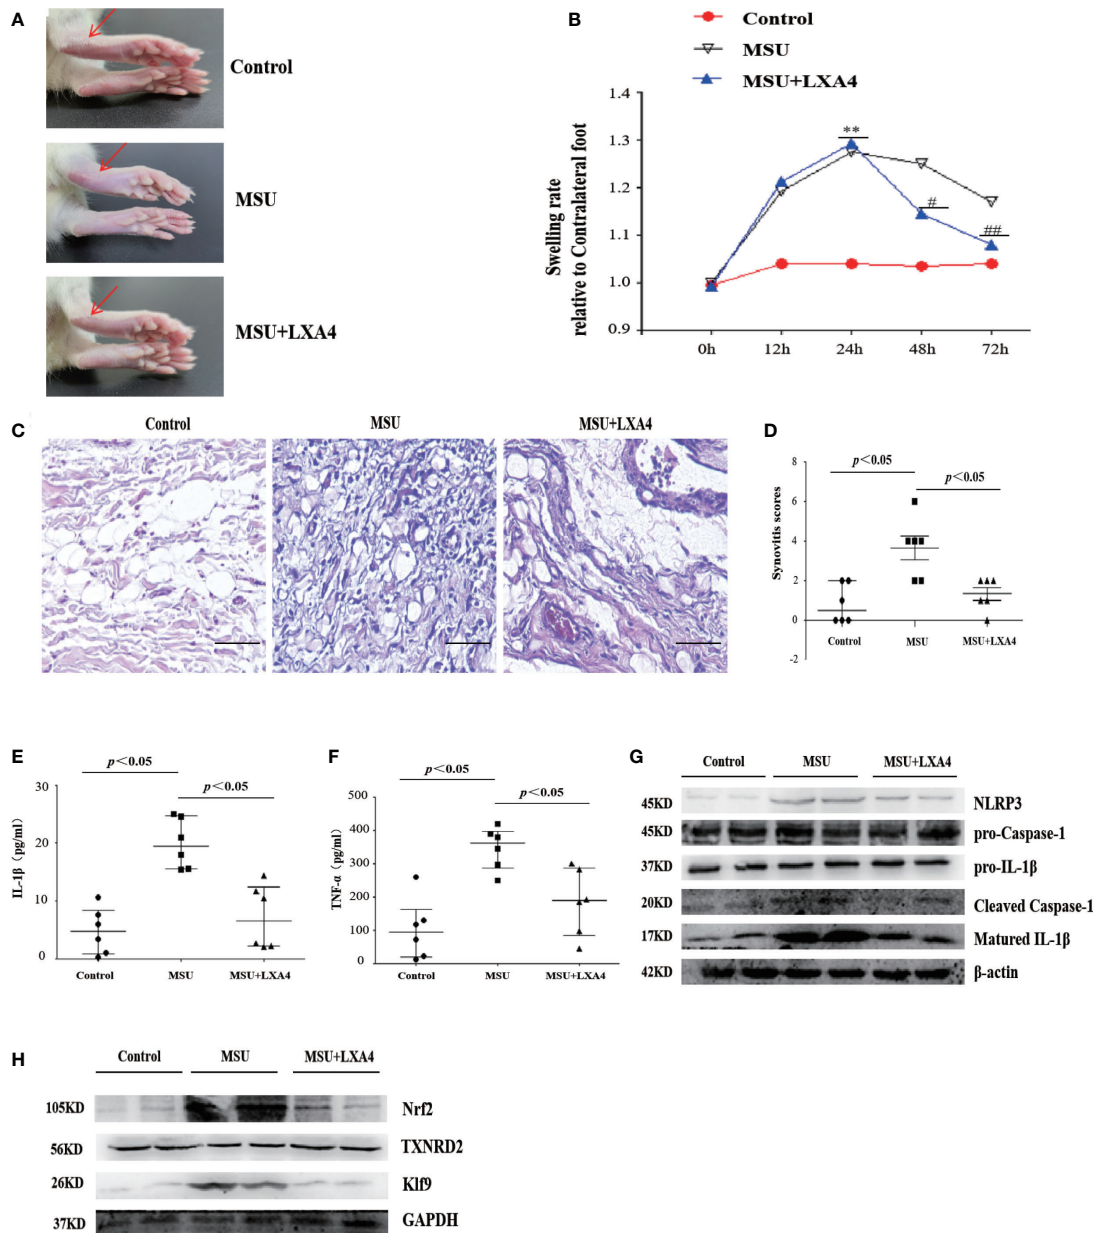 A
Control
MSU
MSU+LXA4
B
Control
MSU
MSU+LXA4
Swelling rate
relative to Contralateral foot
1.4
1.3
1.2
1.1
1.0
0.9
**
#
##
0h 12h 24h 48h 72h
C
Control MSU MSU+LXA4
D
p<0.05
p<0.05
Synovitis scores
8
6
4
2
0
-2
Control MSU MSU+LXA4
E
p<0.05
p<0.05
IL-1β (pg/ml)
30
20
10
0
Control MSU MSU+LXA4
F
p<0.05
p<0.05
TNF-α (pg/ml)
500
400
300
200
100
0
Control MSU MSU+LXA4
G
Control MSU MSU+LXA4
45KD NLRP3
45KD pro-Caspase-1
37KD pro-IL-1β
20KD Cleaved Caspase-1
17KD Matured IL-1β
42KD β-actin
H
Control MSU MSU+LXA4
105KD Nrf2
56KD TXNRD2
26KD Klf9
37KD GAPDH